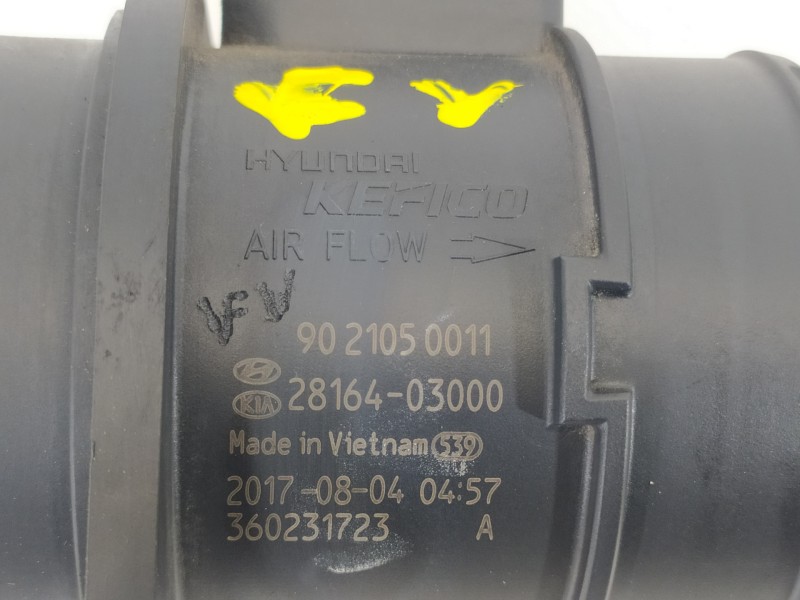 HYUNDAI
KEFICO
AIR FLOW
90 2105 0011
28164-03000
KIA
Made in Vietnam 539
2017-08-04 04:57
360231723 A